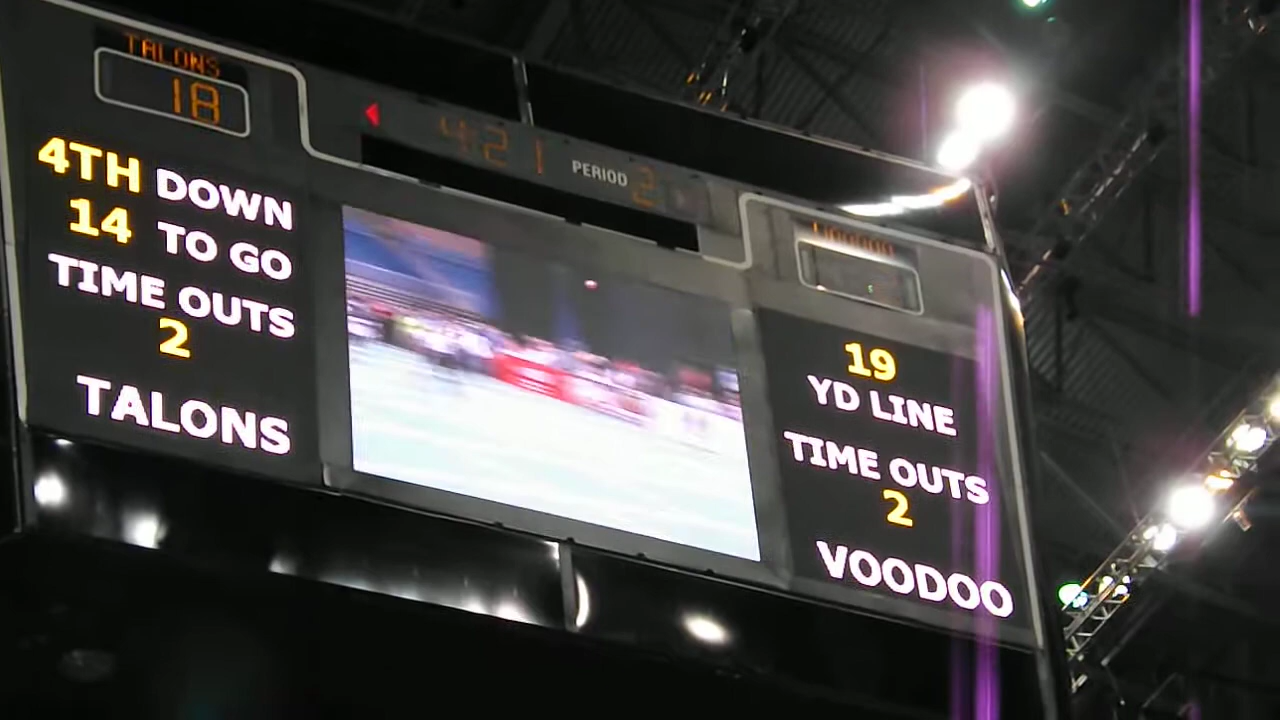 TALONS
18
4:21 PERIOD 2
4TH DOWN
14 TO GO
TIME OUTS
2
TALONS
19
YD LINE
TIME OUTS
2
VOODOO